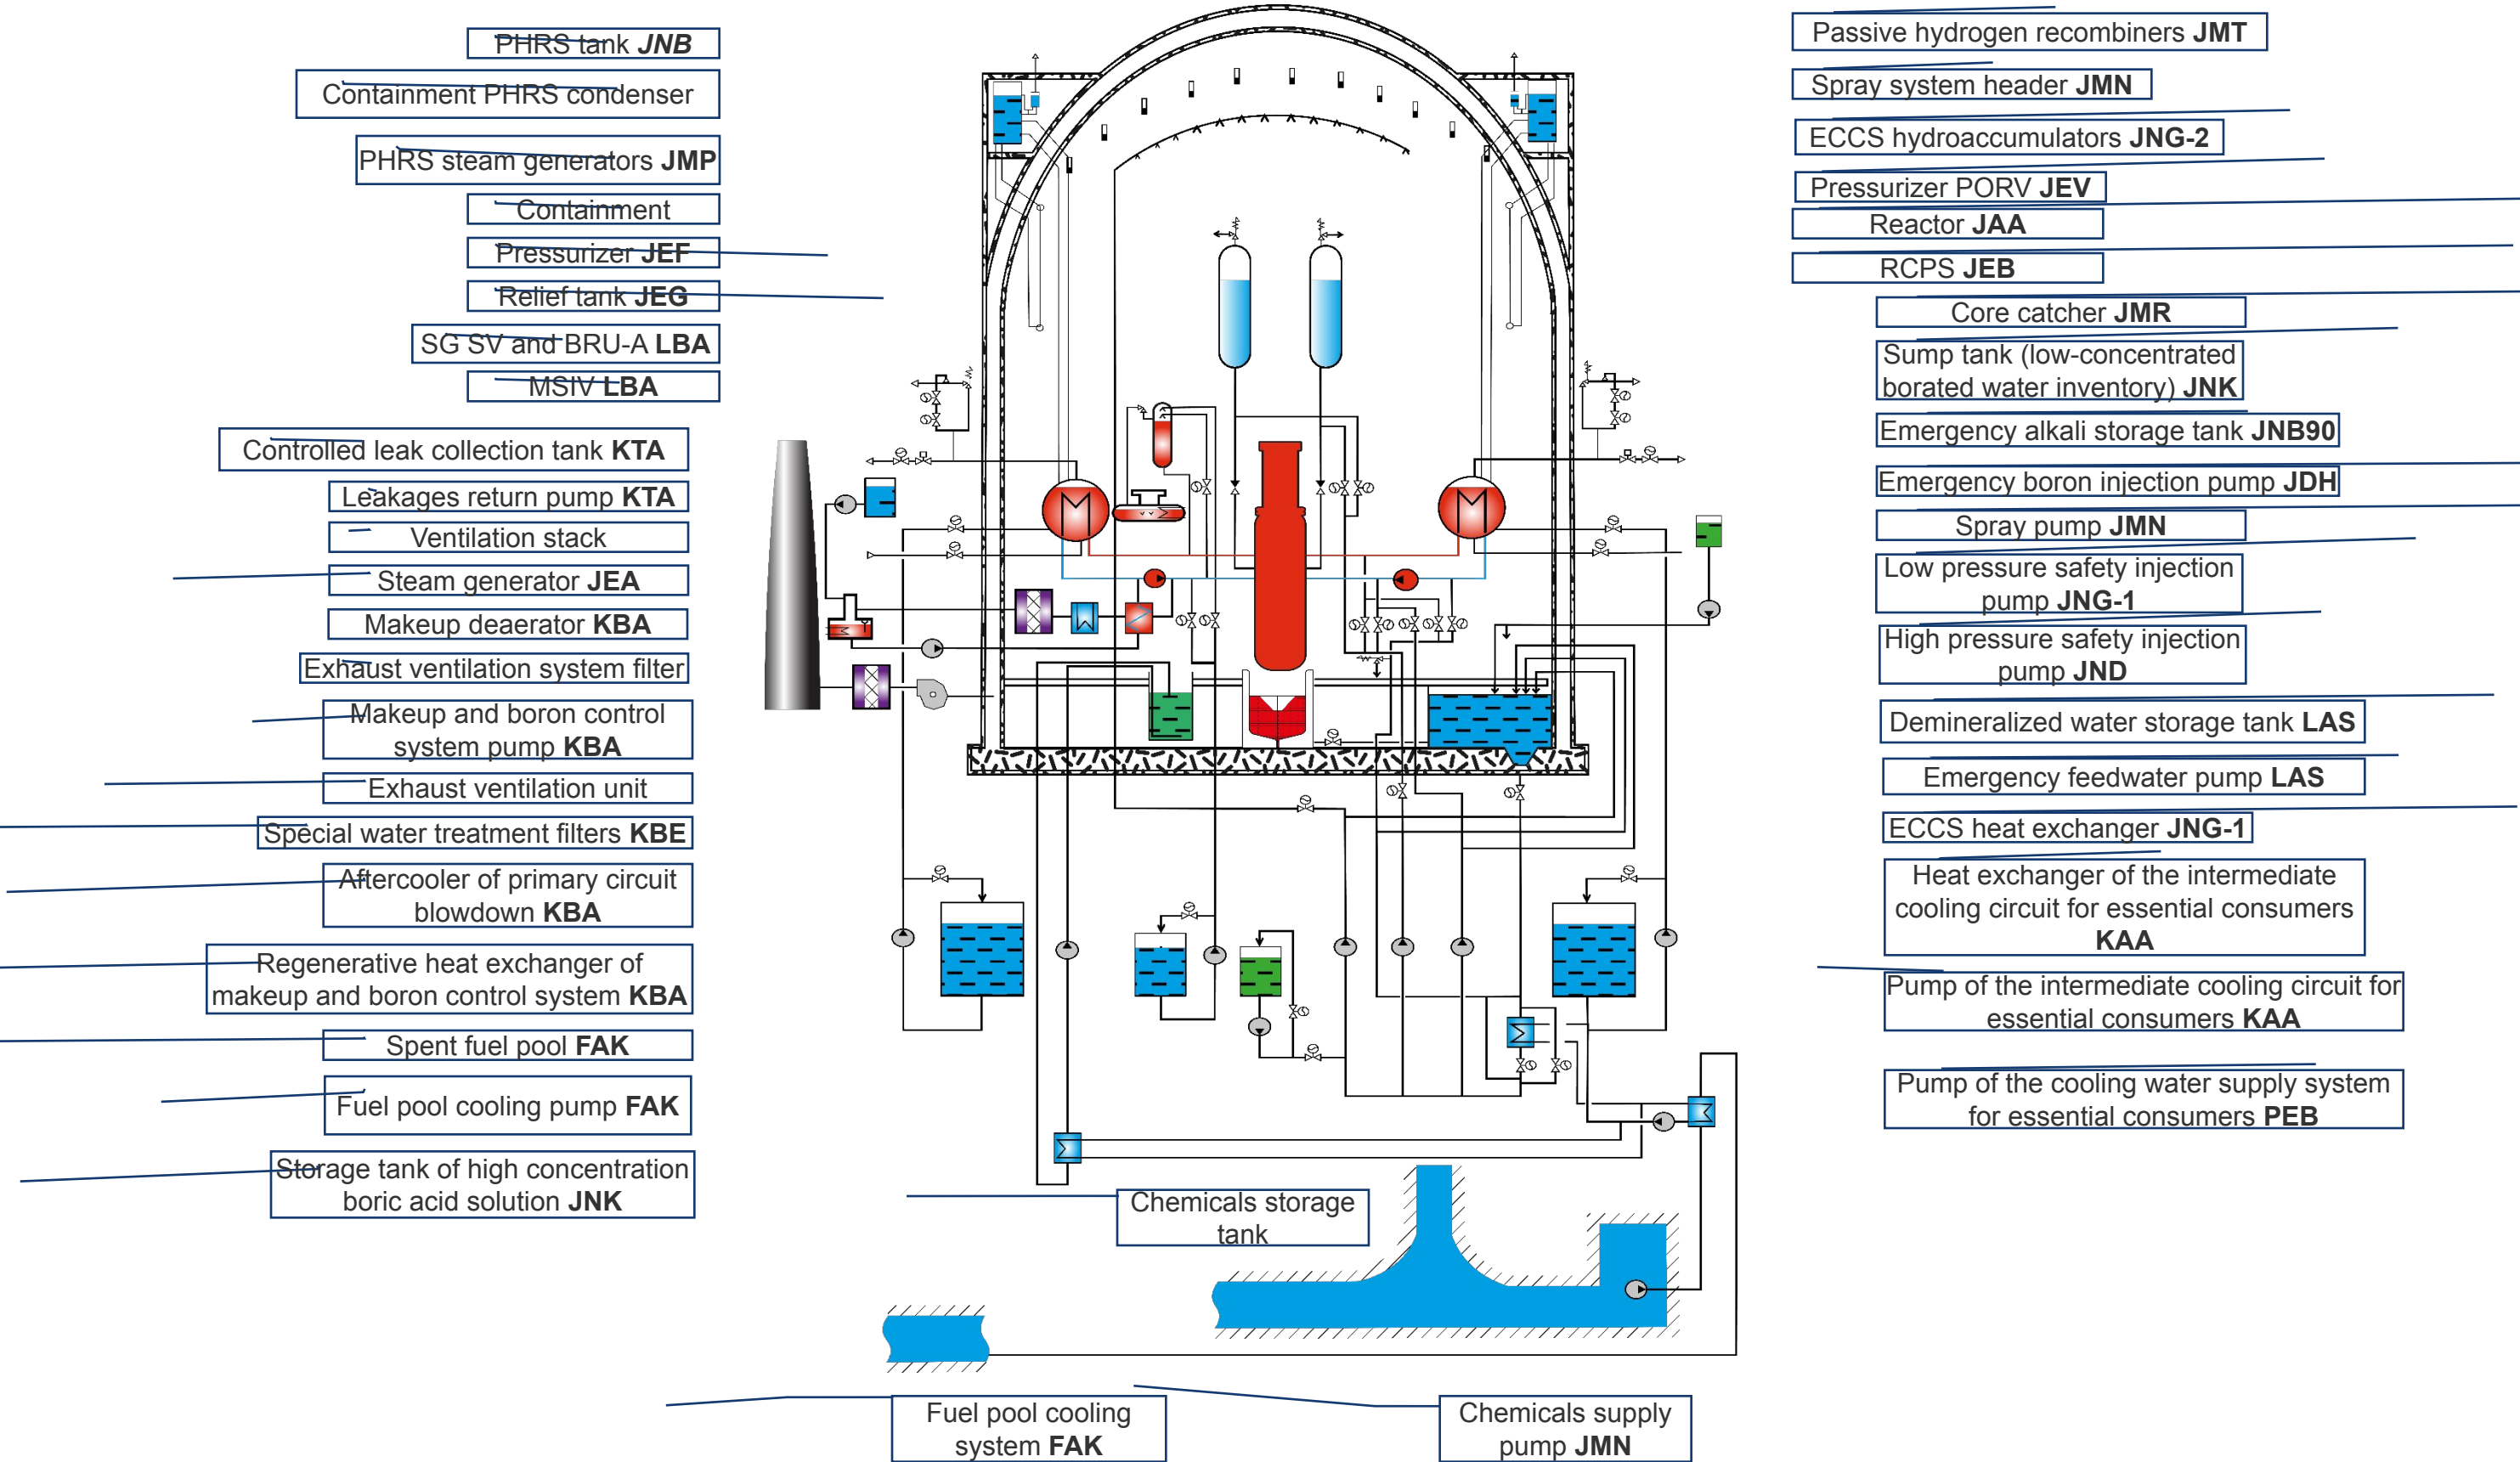 PHRS tank JNB
Containment PHRS condenser
PHRS steam generators JMP
Containment
Pressurizer JEF
Relief tank JEG
SG SV and BRU-A LBA
MSIV LBA
Controlled leak collection tank KTA
Leakages return pump KTA
Ventilation stack
Steam generator JEA
Makeup deaerator KBA
Exhaust ventilation system filter
Makeup and boron control
system pump KBA
Exhaust ventilation unit
Special water treatment filters KBE
Aftercooler of primary circuit
blowdown KBA
Regenerative heat exchanger of
makeup and boron control system KBA
Spent fuel pool FAK
Fuel pool cooling pump FAK
Storage tank of high concentration
boric acid solution JNK
Passive hydrogen recombiners JMT
Spray system header JMN
ECCS hydroaccumulators JNG-2
Pressurizer PORV JEV
Reactor JAA
RCPS JEB
Core catcher JMR
Sump tank (low-concentrated
borated water inventory) JNK
Emergency alkali storage tank JNB90
Emergency boron injection pump JDH
Spray pump JMN
Low pressure safety injection
pump JNG-1
High pressure safety injection
pump JND
Demineralized water storage tank LAS
Emergency feedwater pump LAS
ECCS heat exchanger JNG-1
Heat exchanger of the intermediate
cooling circuit for essential consumers
KAA
Pump of the intermediate cooling circuit for
essential consumers KAA
Pump of the cooling water supply system
for essential consumers PEB
Chemicals storage
tank
Fuel pool cooling
system FAK
Chemicals supply
pump JMN